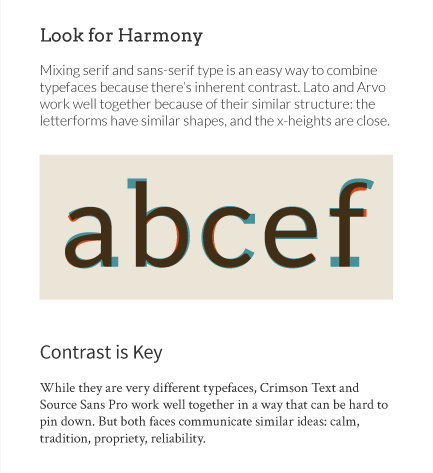 Look for Harmony
Mixing serif and sans-serif type is an easy way to combine
typefaces because there's inherent contrast. Lato and Arvo
work well together because of their similar structure: the
letterforms have similar shapes, and the x-heights are close.
abcef
Contrast is Key
While they are very different typefaces, Crimson Text and
Source Sans Pro work well together in a way that can be hard to
pin down. But both faces communicate similar ideas: calm,
tradition, propriety, reliability.